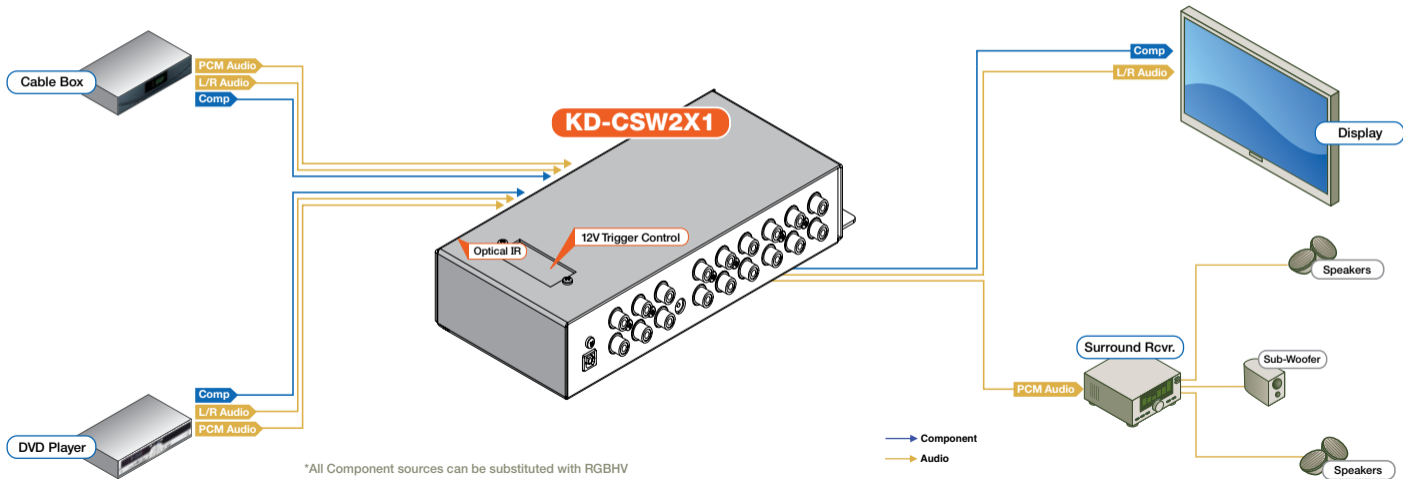 Cable Box
PCM Audio
L/R Audio
Comp
KD-CSW2X1
Optical IR
12V Trigger Control
Comp
L/R Audio
Display
Speakers
Surround Rcvr.
PCM Audio
Sub-Woofer
Speakers
Comp
L/R Audio
PCM Audio
DVD Player
*All Component sources can be substituted with RGBHV
Component
Audio